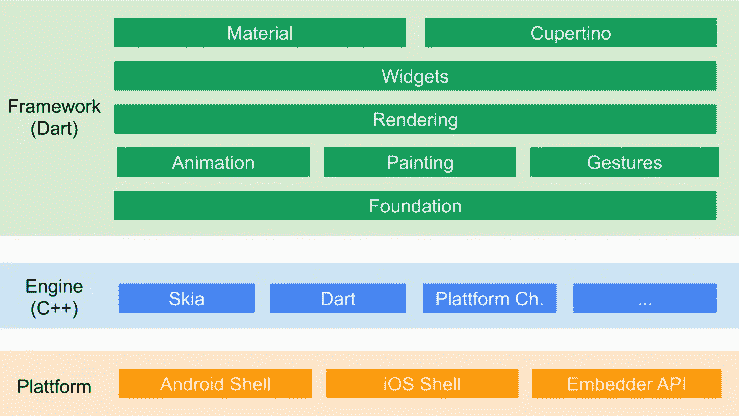 Material Cupertino
Widgets
Framework
(Dart)
Rendering
Animation Painting Gestures
Foundation
Engine
(C++)
Skia Dart Plattform Ch. ...
Plattform Android Shell iOS Shell Embedder API